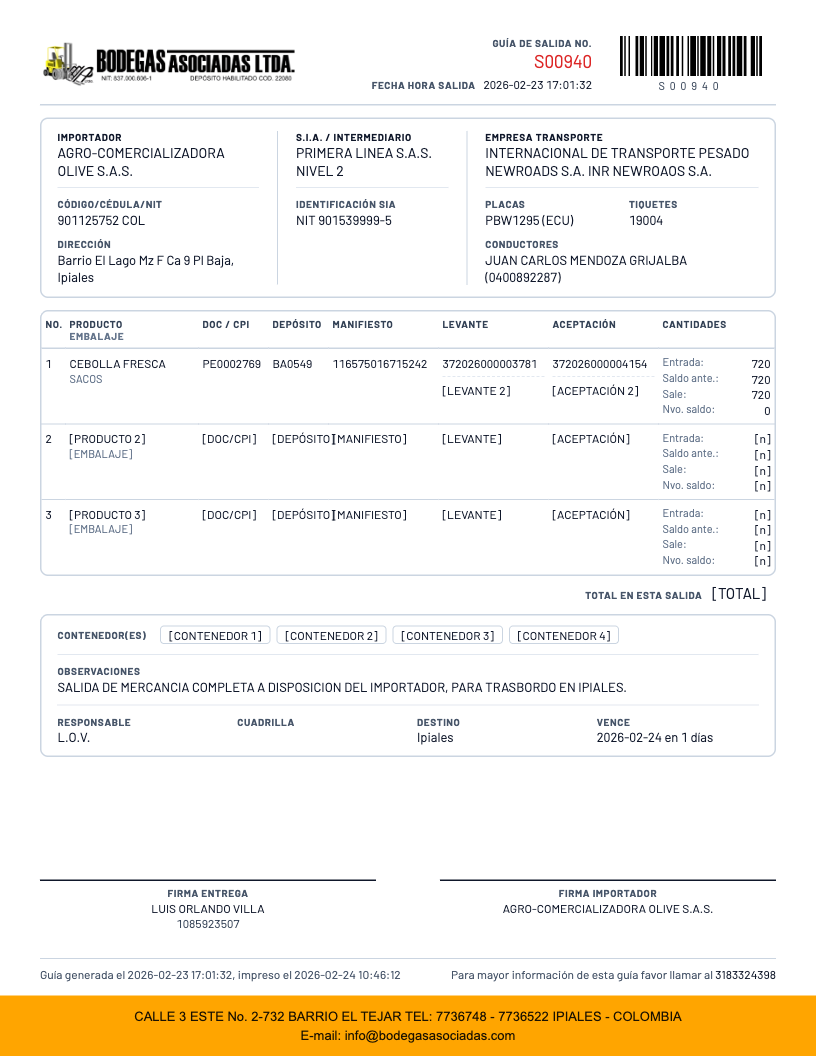 BODEGAS ASOCIADAS LTDA.
NIT: 837.000.606-1 DEPÓSITO HABILITADO COD. 22080
GUÍA DE SALIDA NO.
S00940
FECHA HORA SALIDA 2026-02-23 17:01:32
S00940
IMPORTADOR
AGRO-COMERCIALIZADORA
OLIVE S.A.S.
CÓDIGO/CÉDULA/NIT
901125752 COL
DIRECCIÓN
Barrio El Lago Mz F Ca 9 Pl Baja,
Ipiales
S.I.A. / INTERMEDIARIO
PRIMERA LINEA S.A.S.
NIVEL 2
IDENTIFICACIÓN SIA
NIT 901539999-5
EMPRESA TRANSPORTE
INTERNACIONAL DE TRANSPORTE PESADO
NEWROADS S.A. INR NEWROAOS S.A.
PLACAS TIQUETES
PBW1295 (ECU) 19004
CONDUCTORES
JUAN CARLOS MENDOZA GRIJALBA
(0400892287)
NO. PRODUCTO DOC / CPI DEPÓSITO MANIFIESTO LEVANTE ACEPTACIÓN CANTIDADES
EMBALAJE
1 CEBOLLA FRESCA PE0002769 BA0549 116575016715242 372026000003781 372026000004154 Entrada: 720
SACOS Saldo ante.: 720
[LEVANTE 2] [ACEPTACIÓN 2] Sale: 720
Nvo. saldo: 0
2 [PRODUCTO 2] [DOC/CPI] [DEPÓSITO] [MANIFIESTO] [LEVANTE] [ACEPTACIÓN] Entrada: [n]
[EMBALAJE] Saldo ante.: [n]
Sale: [n]
Nvo. saldo: [n]
3 [PRODUCTO 3] [DOC/CPI] [DEPÓSITO] [MANIFIESTO] [LEVANTE] [ACEPTACIÓN] Entrada: [n]
[EMBALAJE] Saldo ante.: [n]
Sale: [n]
Nvo. saldo: [n]
TOTAL EN ESTA SALIDA [TOTAL]
CONTENEDOR(ES) [CONTENEDOR 1] [CONTENEDOR 2] [CONTENEDOR 3] [CONTENEDOR 4]
OBSERVACIONES
SALIDA DE MERCANCIA COMPLETA A DISPOSICION DEL IMPORTADOR, PARA TRASBORDO EN IPIALES.
RESPONSABLE CUADRILLA DESTINO VENCE
L.O.V. Ipiales 2026-02-24 en 1 días
FIRMA ENTREGA
LUIS ORLANDO VILLA
1085923507
FIRMA IMPORTADOR
AGRO-COMERCIALIZADORA OLIVE S.A.S.
Guía generada el 2026-02-23 17:01:32, impreso el 2026-02-24 10:46:12 Para mayor información de esta guía favor llamar al 3183324398
CALLE 3 ESTE No. 2-732 BARRIO EL TEJAR TEL: 7736748 - 7736522 IPIALES - COLOMBIA
E-mail: info@bodegasasociadas.com